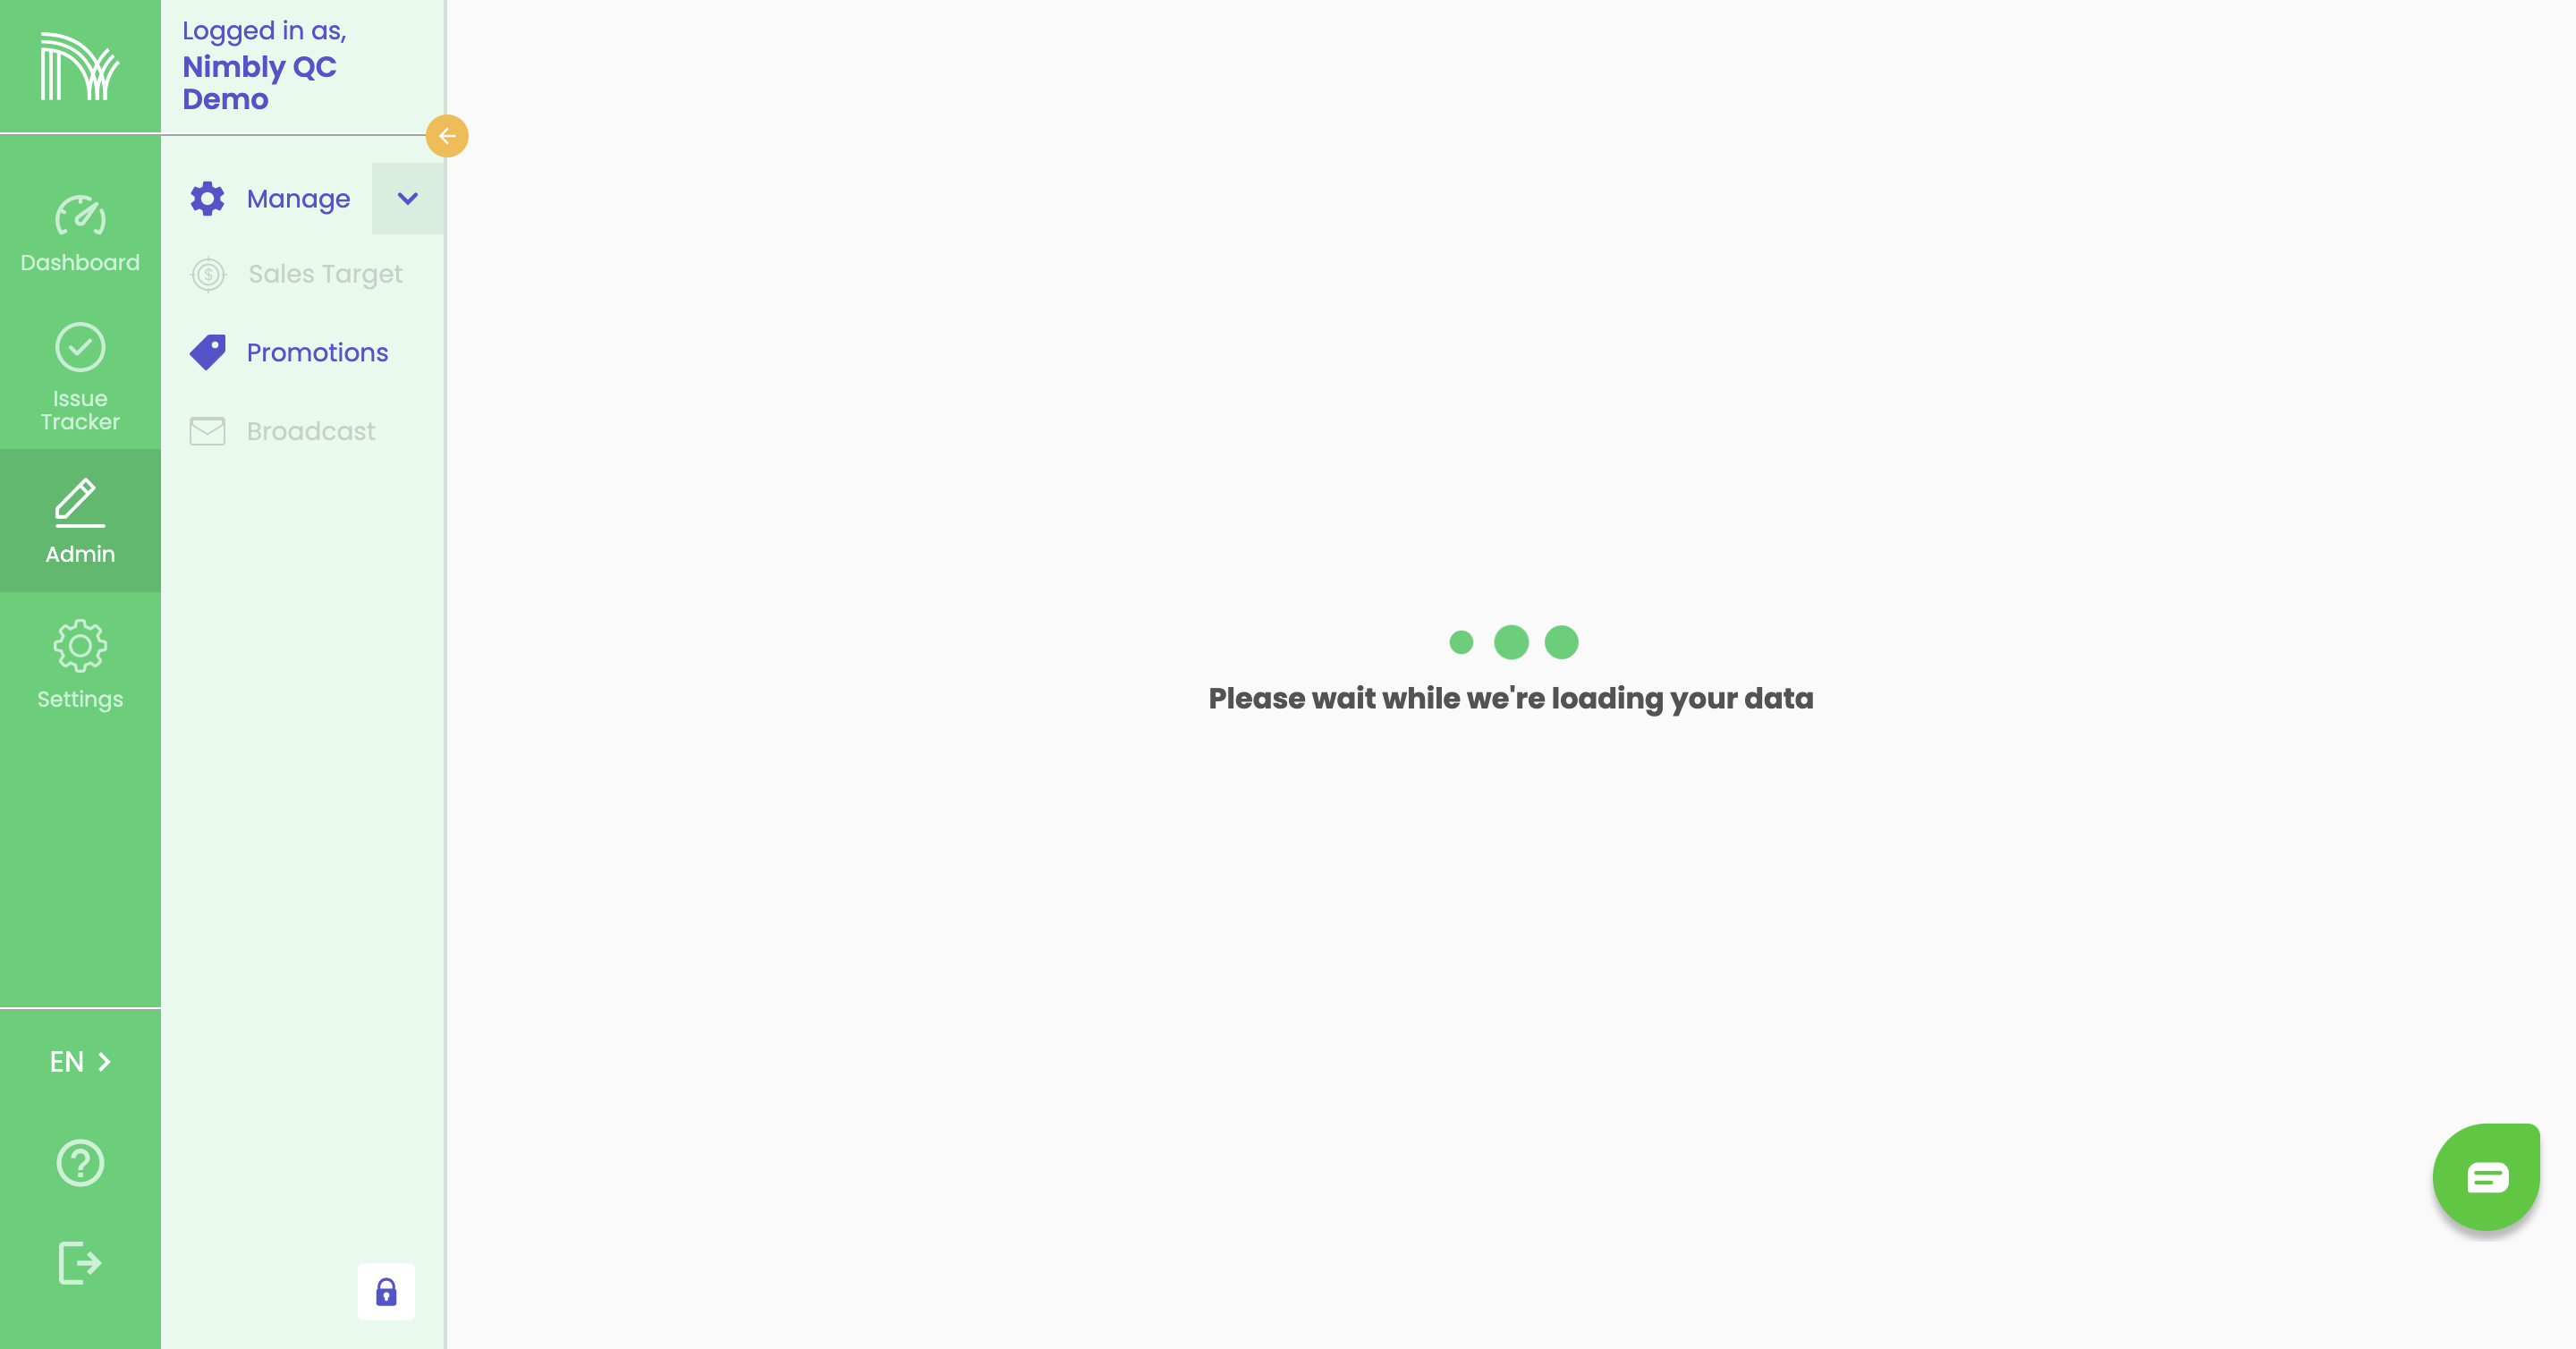 Logged in as,
Nimbly QC
Demo
Dashboard
Issue
Tracker
Admin
Settings
EN
Manage
Sales Target
Promotions
Broadcast
Please wait while we're loading your data